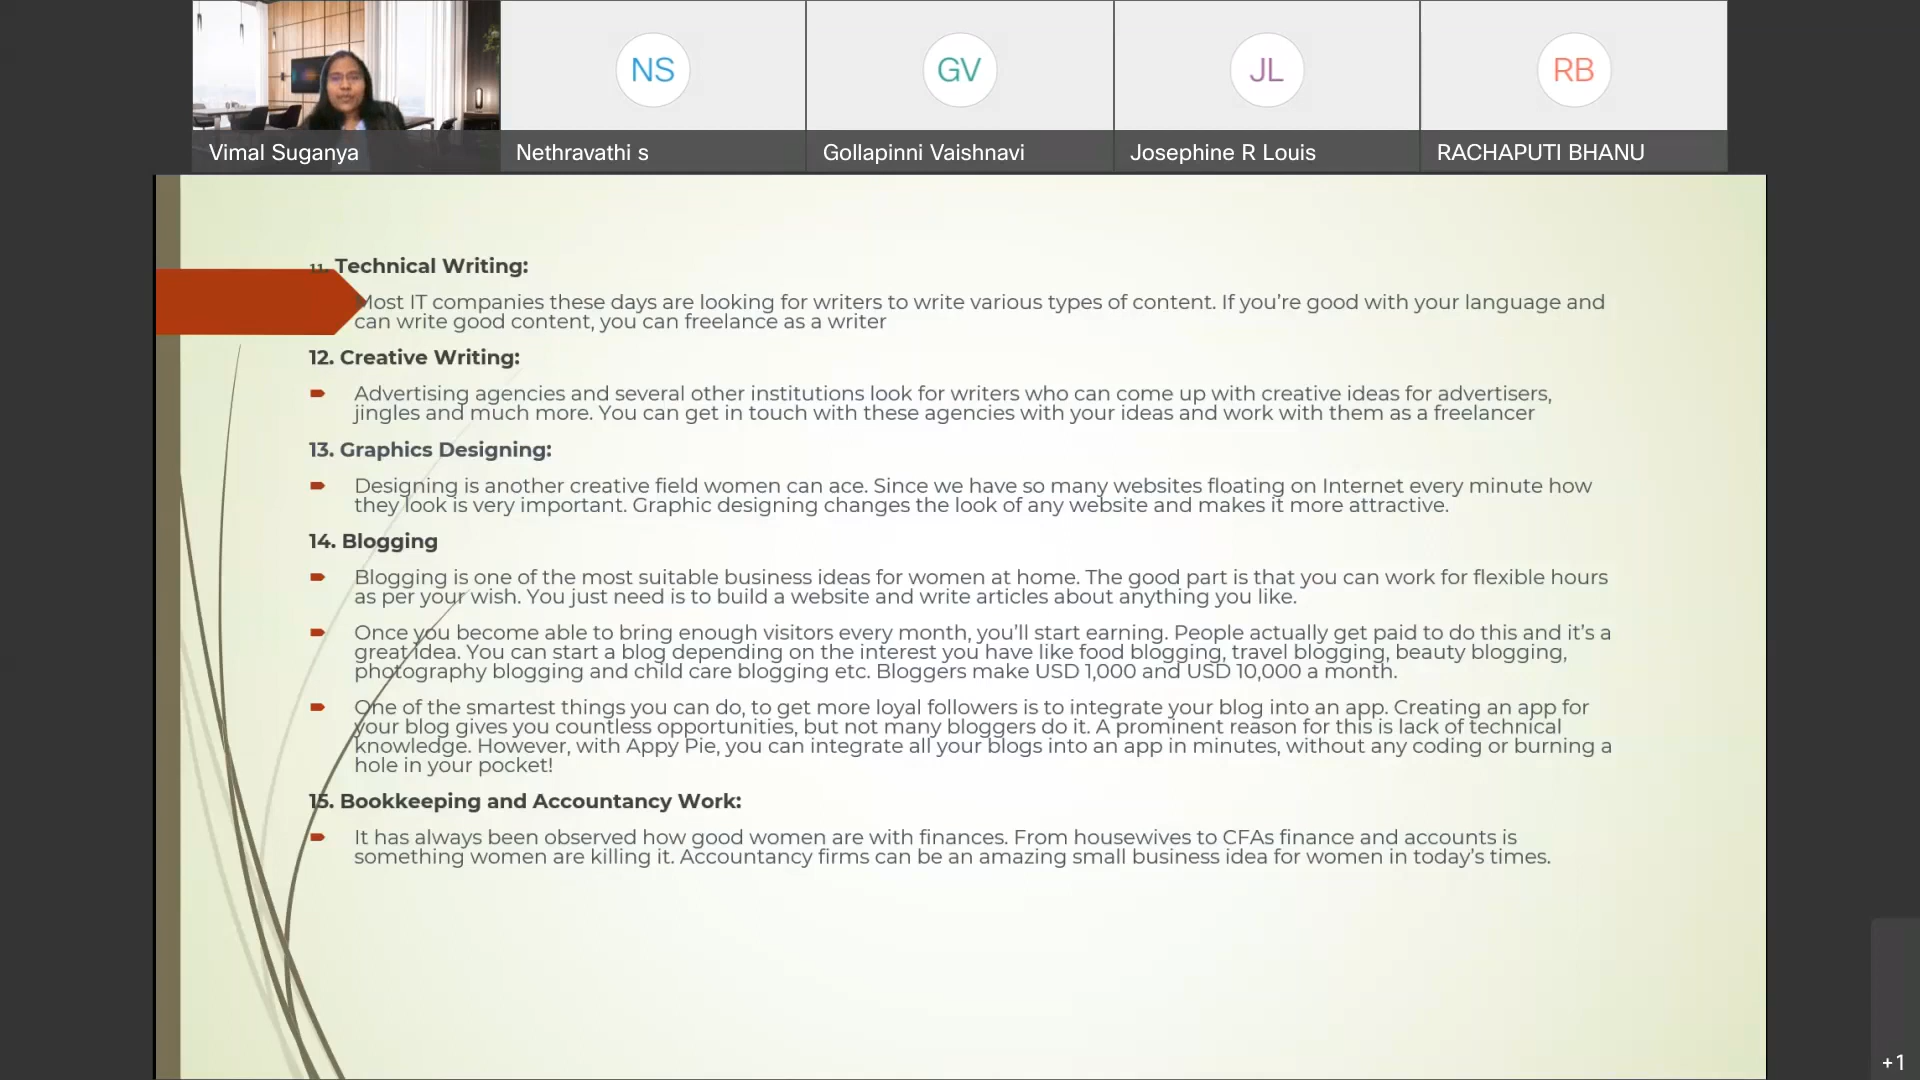 NS
GV
JL
RB
Vimal Suganya
Nethravathi s
Gollapinni Vaishnavi
Josephine R Louis
RACHAPUTI BHANU
11. Technical Writing:
Most IT companies these days are looking for writers to write various types of content. If you’re good with your language and
can write good content, you can freelance as a writer
12. Creative Writing:
Advertising agencies and several other institutions look for writers who can come up with creative ideas for advertisers,
jingles and much more. You can get in touch with these agencies with your ideas and work with them as a freelancer
13. Graphics Designing:
Designing is another creative field women can ace. Since we have so many websites floating on Internet every minute how
they look is very important. Graphic designing changes the look of any website and makes it more attractive.
14. Blogging
Blogging is one of the most suitable business ideas for women at home. The good part is that you can work for flexible hours
as per your wish. You just need is to build a website and write articles about anything you like.
Once you become able to bring enough visitors every month, you’ll start earning. People actually get paid to do this and it’s a
great idea. You can start a blog depending on the interest you have like food blogging, travel blogging, beauty blogging,
photography blogging and child care blogging etc. Bloggers make USD 1,000 and USD 10,000 a month.
One of the smartest things you can do, to get more loyal followers is to integrate your blog into an app. Creating an app for
your blog gives you countless opportunities, but not many bloggers do it. A prominent reason for this is lack of technical
knowledge. However, with Appy Pie, you can integrate all your blogs into an app in minutes, without any coding or burning a
hole in your pocket!
15. Bookkeeping and Accountancy Work:
It has always been observed how good women are with finances. From housewives to CFAs finance and accounts is
something women are killing it. Accountancy firms can be an amazing small business idea for women in today’s times.
+1